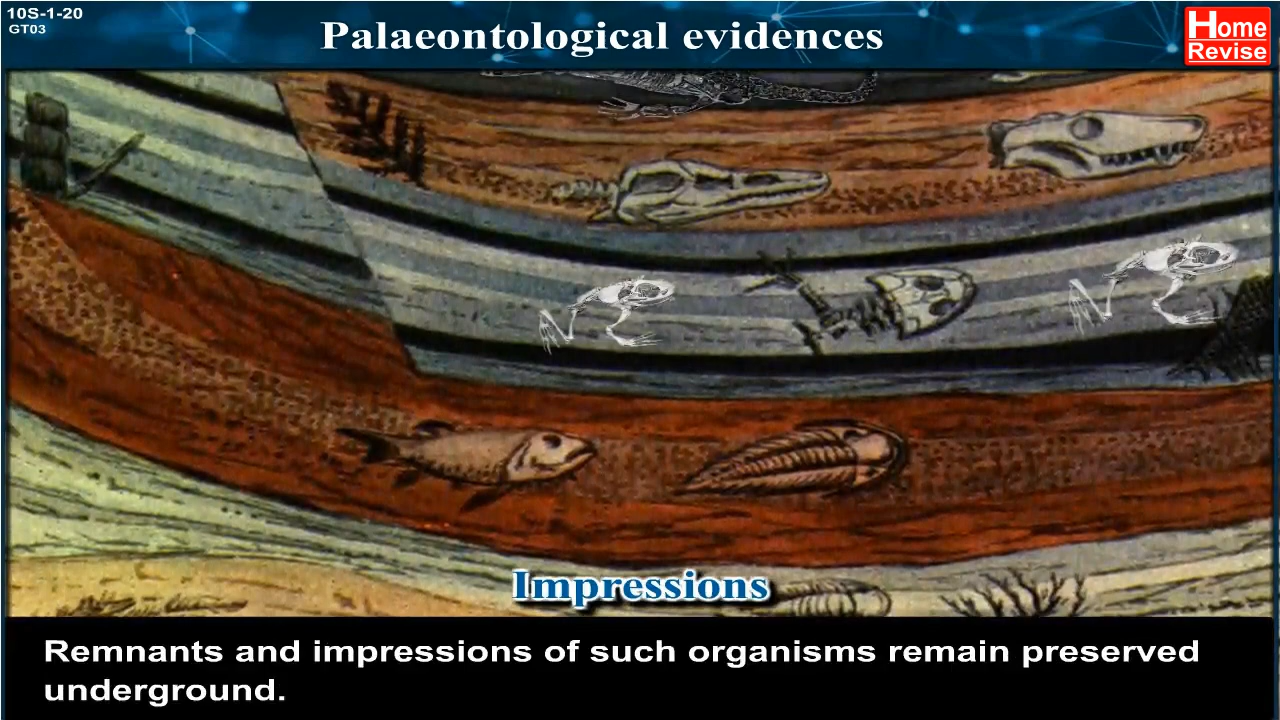 10S-1-20
GT03
Palaeontological evidences
Home
Revise
Impressions
Remnants and impressions of such organisms remain preserved
underground.